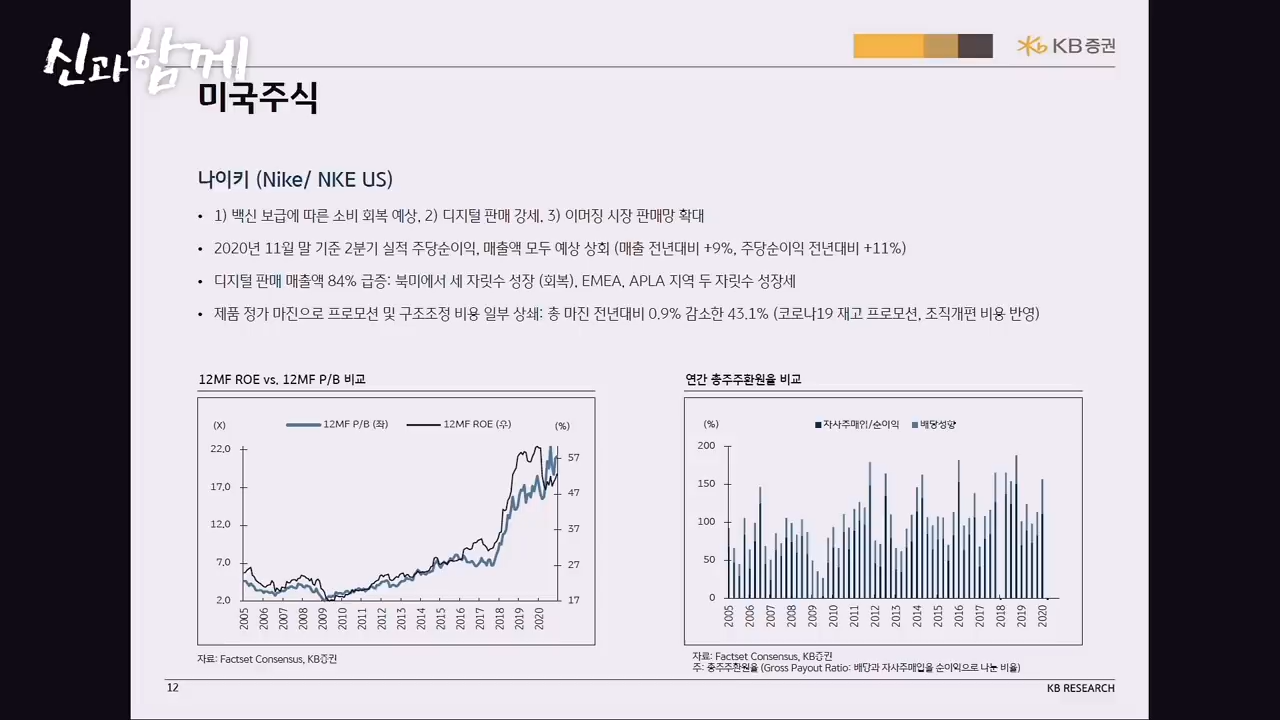 신과함께
KB증권
미국주식
나이키 (Nike/ NKE US)
• 1) 백신 보급에 따른 소비 회복 예상, 2) 디지털 판매 강세, 3) 이머징 시장 판매망 확대
• 2020년 11월 말 기준 2분기 실적 주당순이익, 매출액 모두 예상 상회 (매출 전년대비 +9%, 주당순이익 전년대비 +11%)
• 디지털 판매 매출액 84% 급증: 북미에서 세 자릿수 성장 (회복), EMEA, APLA 지역 두 자릿수 성장세
• 제품 정가 마진으로 프로모션 및 구조조정 비용 일부 상쇄: 총 마진 전년대비 0.9% 감소한 43.1% (코로나19 재고 프로모션, 조직개편 비용 반영)
12MF ROE vs. 12MF P/B 비교
(X) 12MF P/B (좌) 12MF ROE (우) (%)
22,0
17,0
12,0
7,0
2,0
57
47
37
27
17
2005 2006 2007 2008 2009 2010 2011 2012 2013 2014 2015 2016 2017 2018 2019 2020
자료: Factset Consensus, KB증권
연간 총주주환원율 비교
(%) 자사주매입/순이익 배당성향
200
150
100
50
0
2005 2006 2007 2008 2009 2010 2011 2012 2013 2014 2015 2016 2017 2018 2019 2020
자료: Factset Consensus, KB증권
주: 총주주환원율 (Gross Payout Ratio: 배당과 자사주매입을 순이익으로 나눈 비율)
12
KB RESEARCH